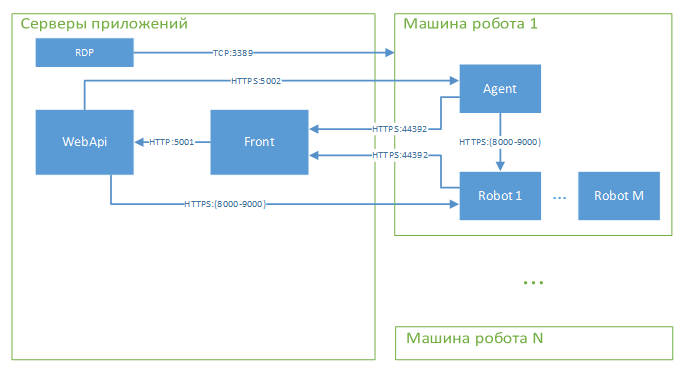 Серверы приложений
Машина робота 1
RDP
TCP:3389
HTTPS:5002
Agent
WebApi
HTTP:5001
Front
HTTPS:44392
HTTPS:(8000-9000)
HTTPS:44392
HTTPS:(8000-9000)
Robot 1
...
Robot M
...
Машина робота N